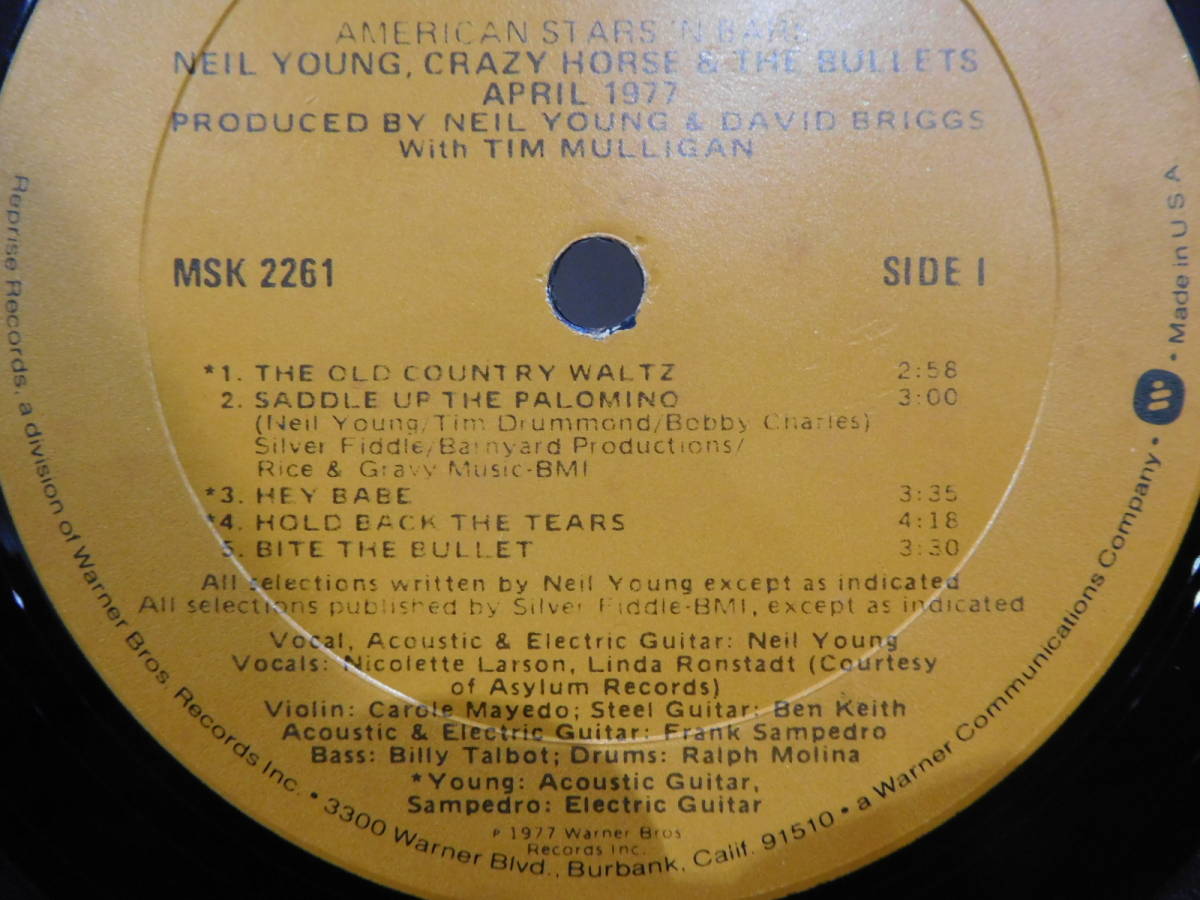 AMERICAN STARS 'N BARS
NEIL YOUNG, CRAZY HORSE & THE BULLETS
APRIL 1977
PRODUCED BY NEIL YOUNG & DAVID BRIGGS
With TIM MULLIGAN
MSK 2261
SIDE 1
*1. THE OLD COUNTRY WALTZ 2:58
2. SADDLE UP THE PALOMINO 3:00
(Neil Young/Tim Drummond/Bobby Charles)
Silver Fiddle/Barnyard Productions/
Rice & Gravy Music-BMI
*3. HEY BABE 3:35
*4. HOLD BACK THE TEARS 4:18
5. BITE THE BULLET 3:30
All selections written by Neil Young except as indicated
All selections published by Silver Fiddle-BMI, except as indicated
Vocal, Acoustic & Electric Guitar: Neil Young
Vocals: Nicolette Larson, Linda Ronstadt (Courtesy
of Asylum Records)
Violin: Carole Mayedo; Steel Guitar: Ben Keith
Acoustic & Electric Guitar: Frank Sampedro
Bass: Billy Talbot; Drums: Ralph Molina
*Young: Acoustic Guitar,
Sampedro: Electric Guitar
℗ 1977 Warner Bros
Records Inc.
Reprise Records, a division of Warner Bros. Records Inc. • 3300 Warner Blvd., Burbank, Calif. 91510 • a Warner Communications Company • Made in U S A